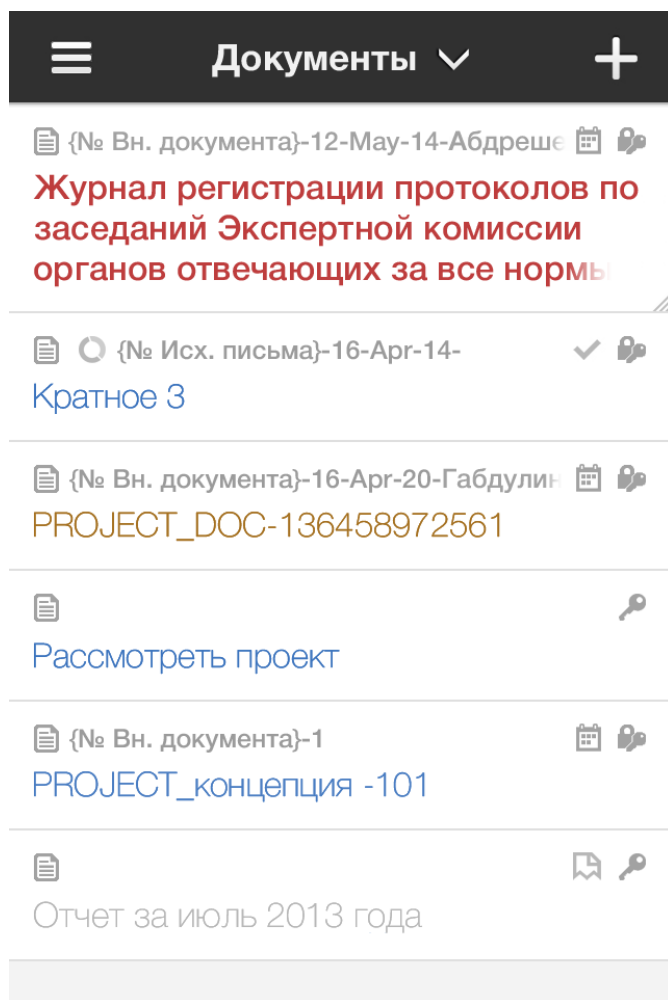 Документы
{№ Вн. документа}-12-May-14-Абдреше
Журнал регистрации протоколов по
заседаний Экспертной комиссии
органов отвечающих за все нормы
{№ Исх. письма}-16-Apr-14-
Кратное 3
{№ Вн. документа}-16-Apr-20-Габдулин
PROJECT_DOC-136458972561
Рассмотреть проект
{№ Вн. документа}-1
PROJECT_концепция -101
Отчет за июль 2013 года